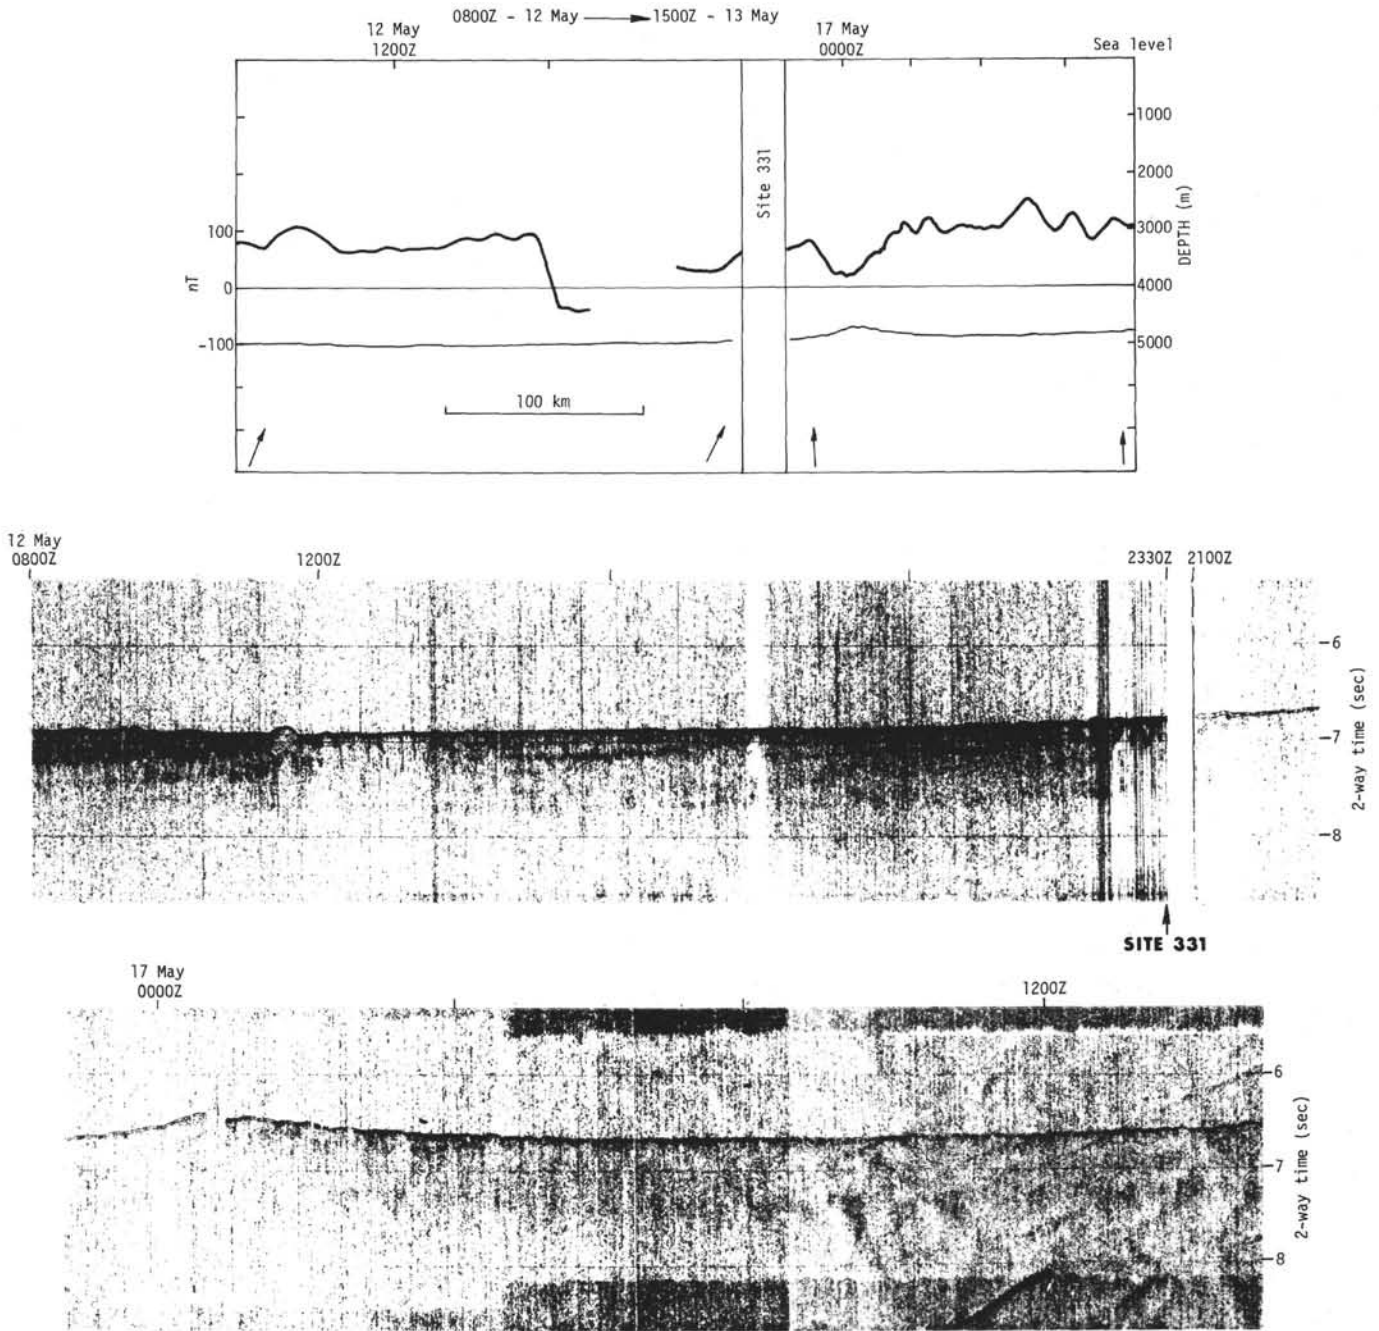 0800Z - 12 May 1500Z - 13 May
12 May
1200Z
17 May
0000Z
Sea level
1000
2000
3000
4000
5000
DEPTH (m)
100
0
-100
nT
Site 331
100 km
12 May
0800Z
1200Z
2330Z
2100Z
6
7
8
2-way time (sec)
SITE 331
17 May
0000Z
1200Z
6
7
8
2-way time (sec)